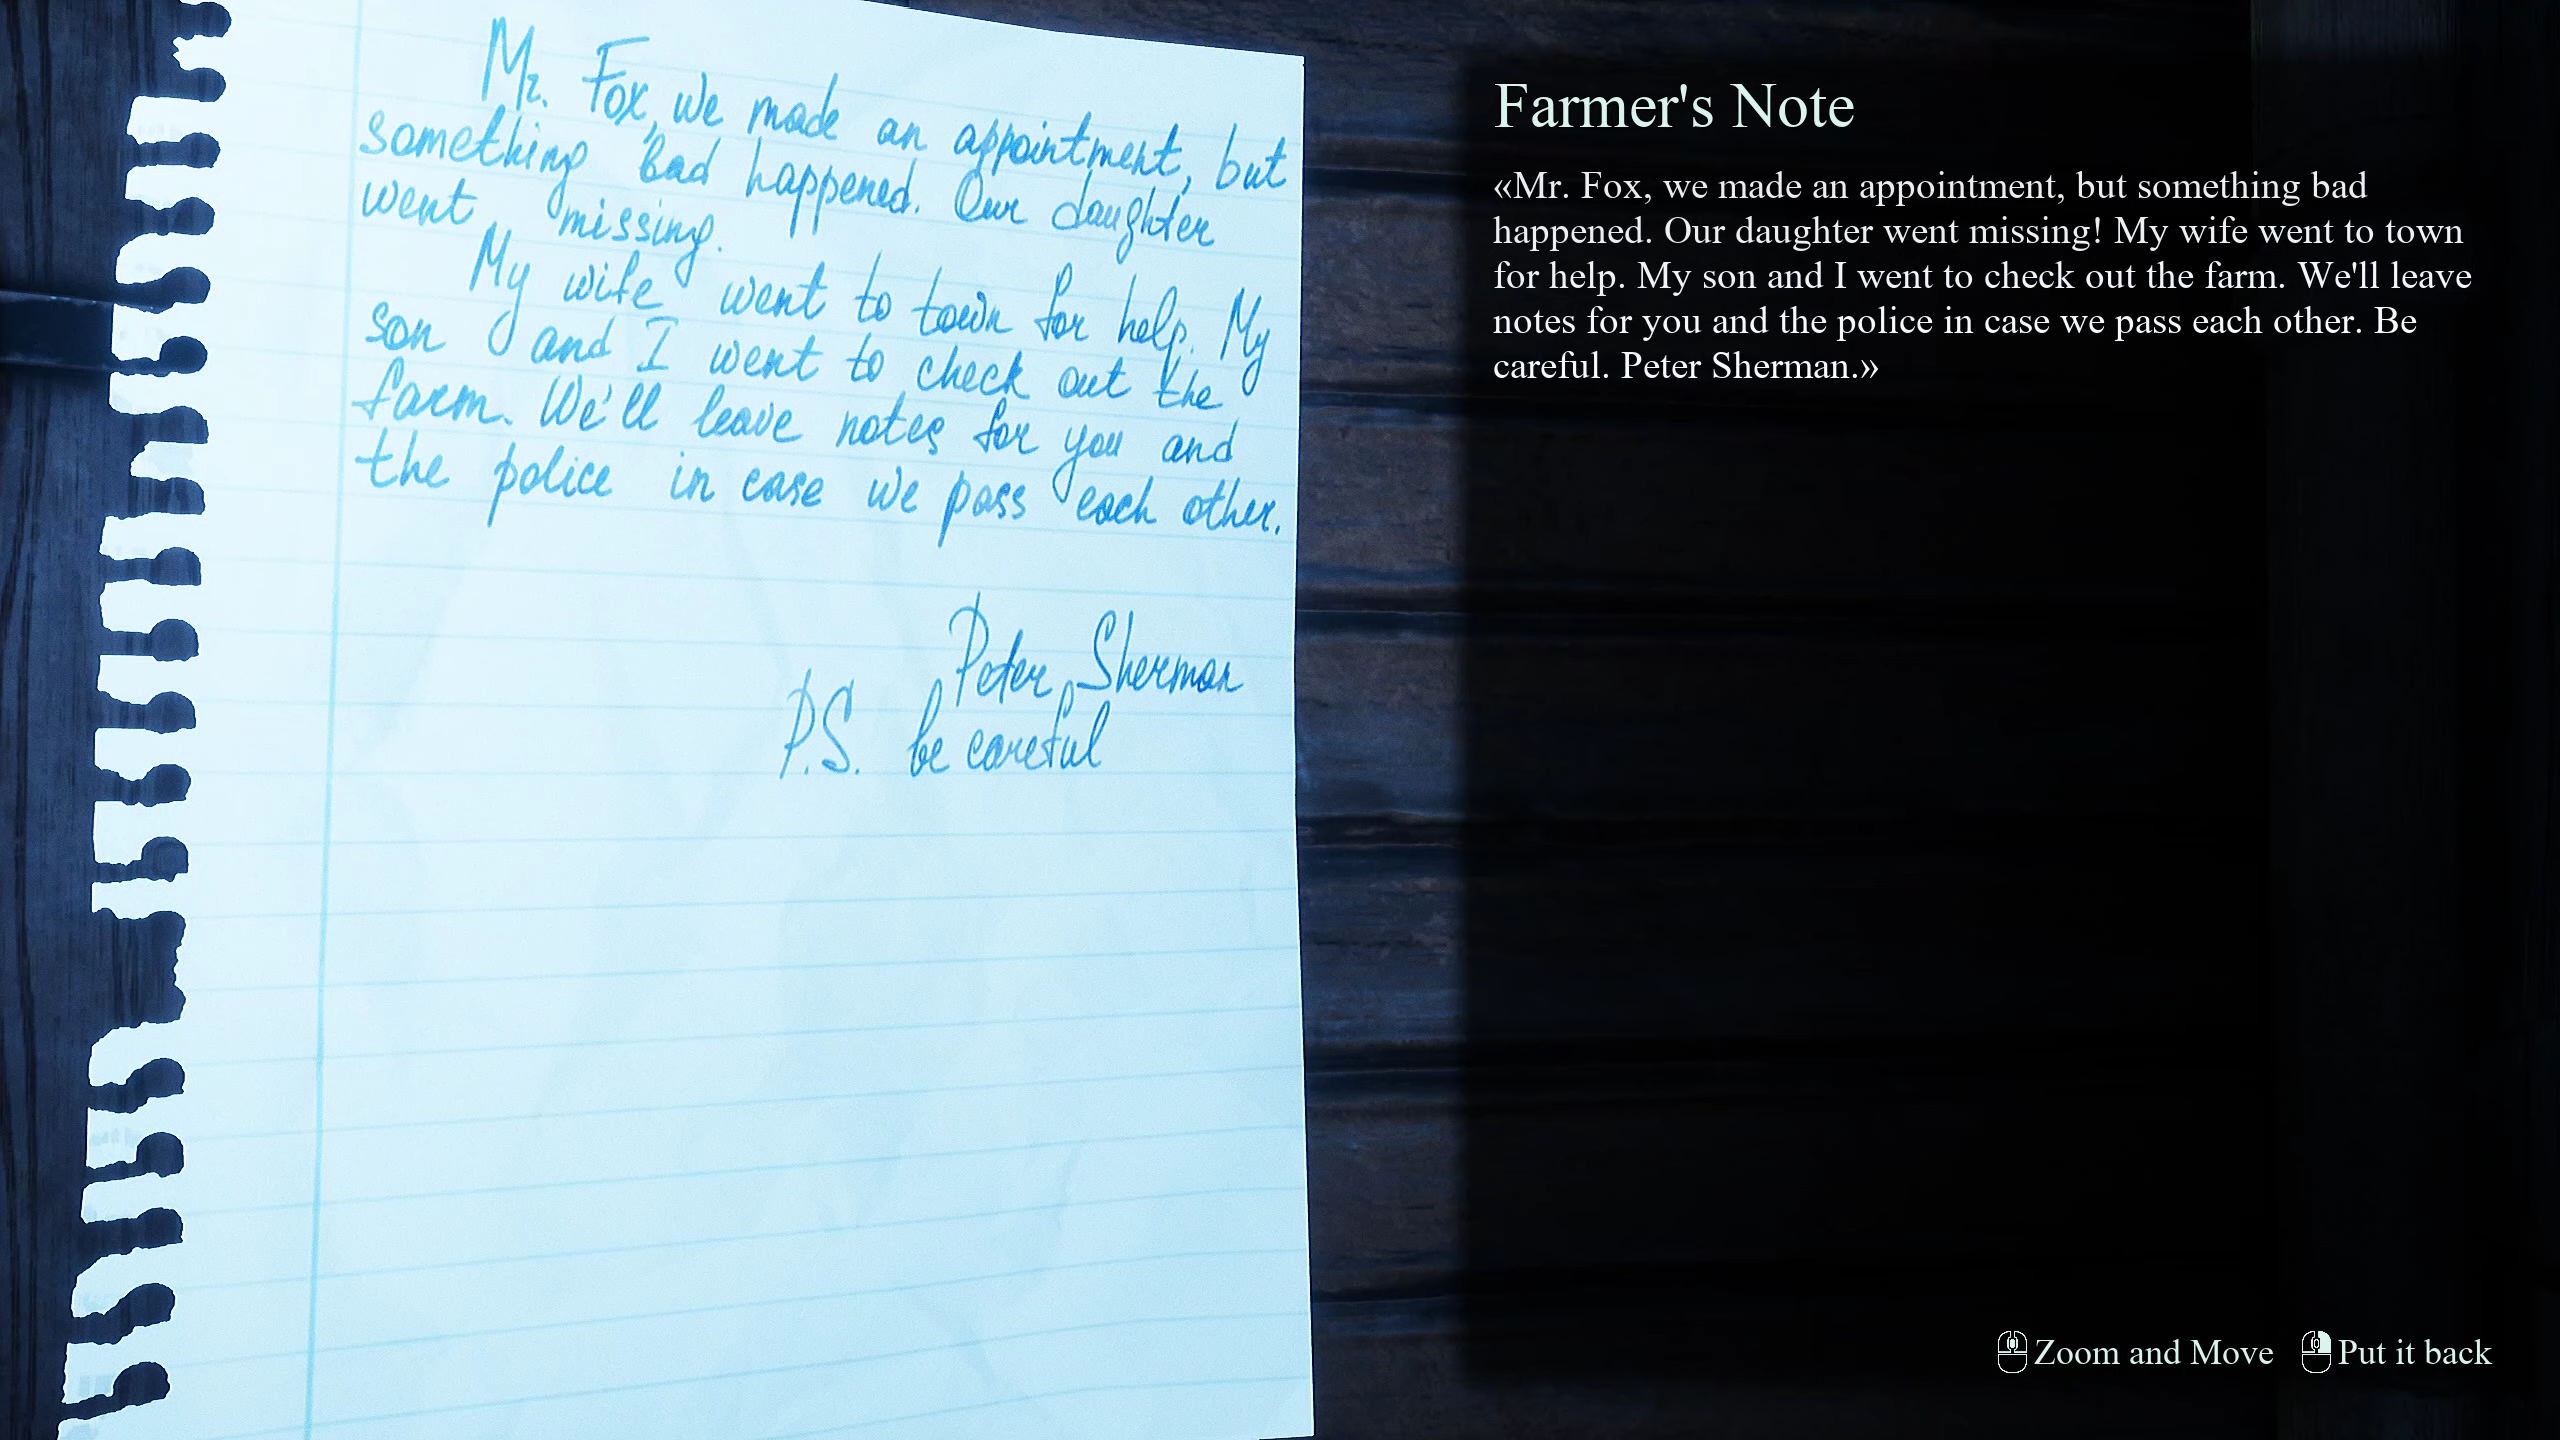 Mr. Fox, we made an appointment, but
something bad happened. Our daughter
went missing.
My wife went to town for help. My
son and I went to check out the
farm. We'll leave notes for you and
the police in case we pass each other.
Peter Sherman
P.S. be careful
Farmer's Note
«Mr. Fox, we made an appointment, but something bad
happened. Our daughter went missing! My wife went to town
for help. My son and I went to check out the farm. We'll leave
notes for you and the police in case we pass each other. Be
careful. Peter Sherman.»
Zoom and Move Put it back